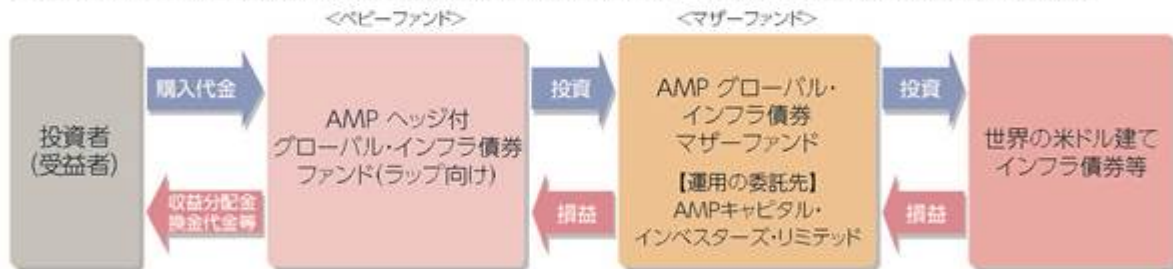 <ベビーファンド>
<マザーファンド>
投資者
(受益者)
購入代金
収益分配金
換金代金等
AMP ヘッジ付
グローバル・インフラ債券
ファンド(ラップ向け)
投資
損益
AMP グローバル・
インフラ債券
マザーファンド
【運用の委託先】
AMPキャピタル・
インベスターズ・リミテッド
投資
損益
世界の米ドル建て
インフラ債券等